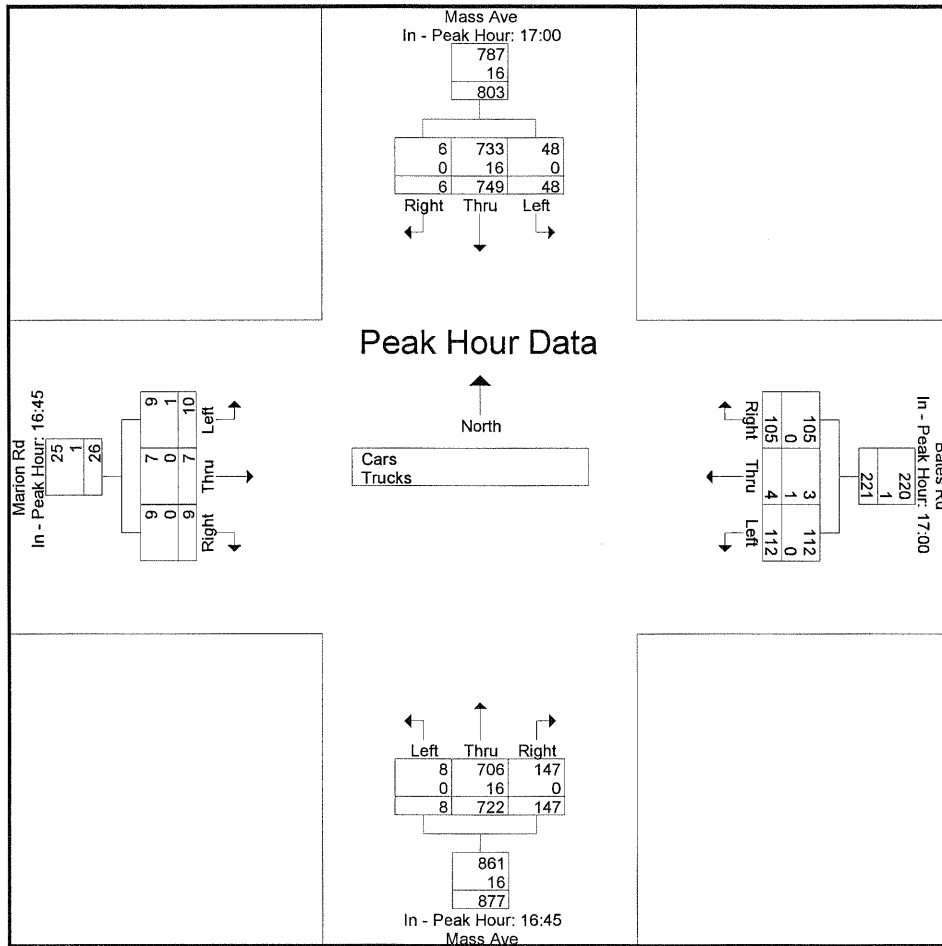 Mass Ave
In - Peak Hour: 17:00
787
16
803
6 733 48
0 16 0
6 749 48
Right Thru Left
Peak Hour Data
North
Cars
Trucks
Marion Rd
In - Peak Hour: 16:45
25
1
26
9 1 10
7 0 7
9 0 9
Left
Thru
Right
Bates Rd
In - Peak Hour: 17:00
220
1
221
Right
Thru
Left
105 0 105
4 1 3
112 0 112
Left Thru Right
8 706 147
0 16 0
8 722 147
861
16
877
In - Peak Hour: 16:45
Mass Ave